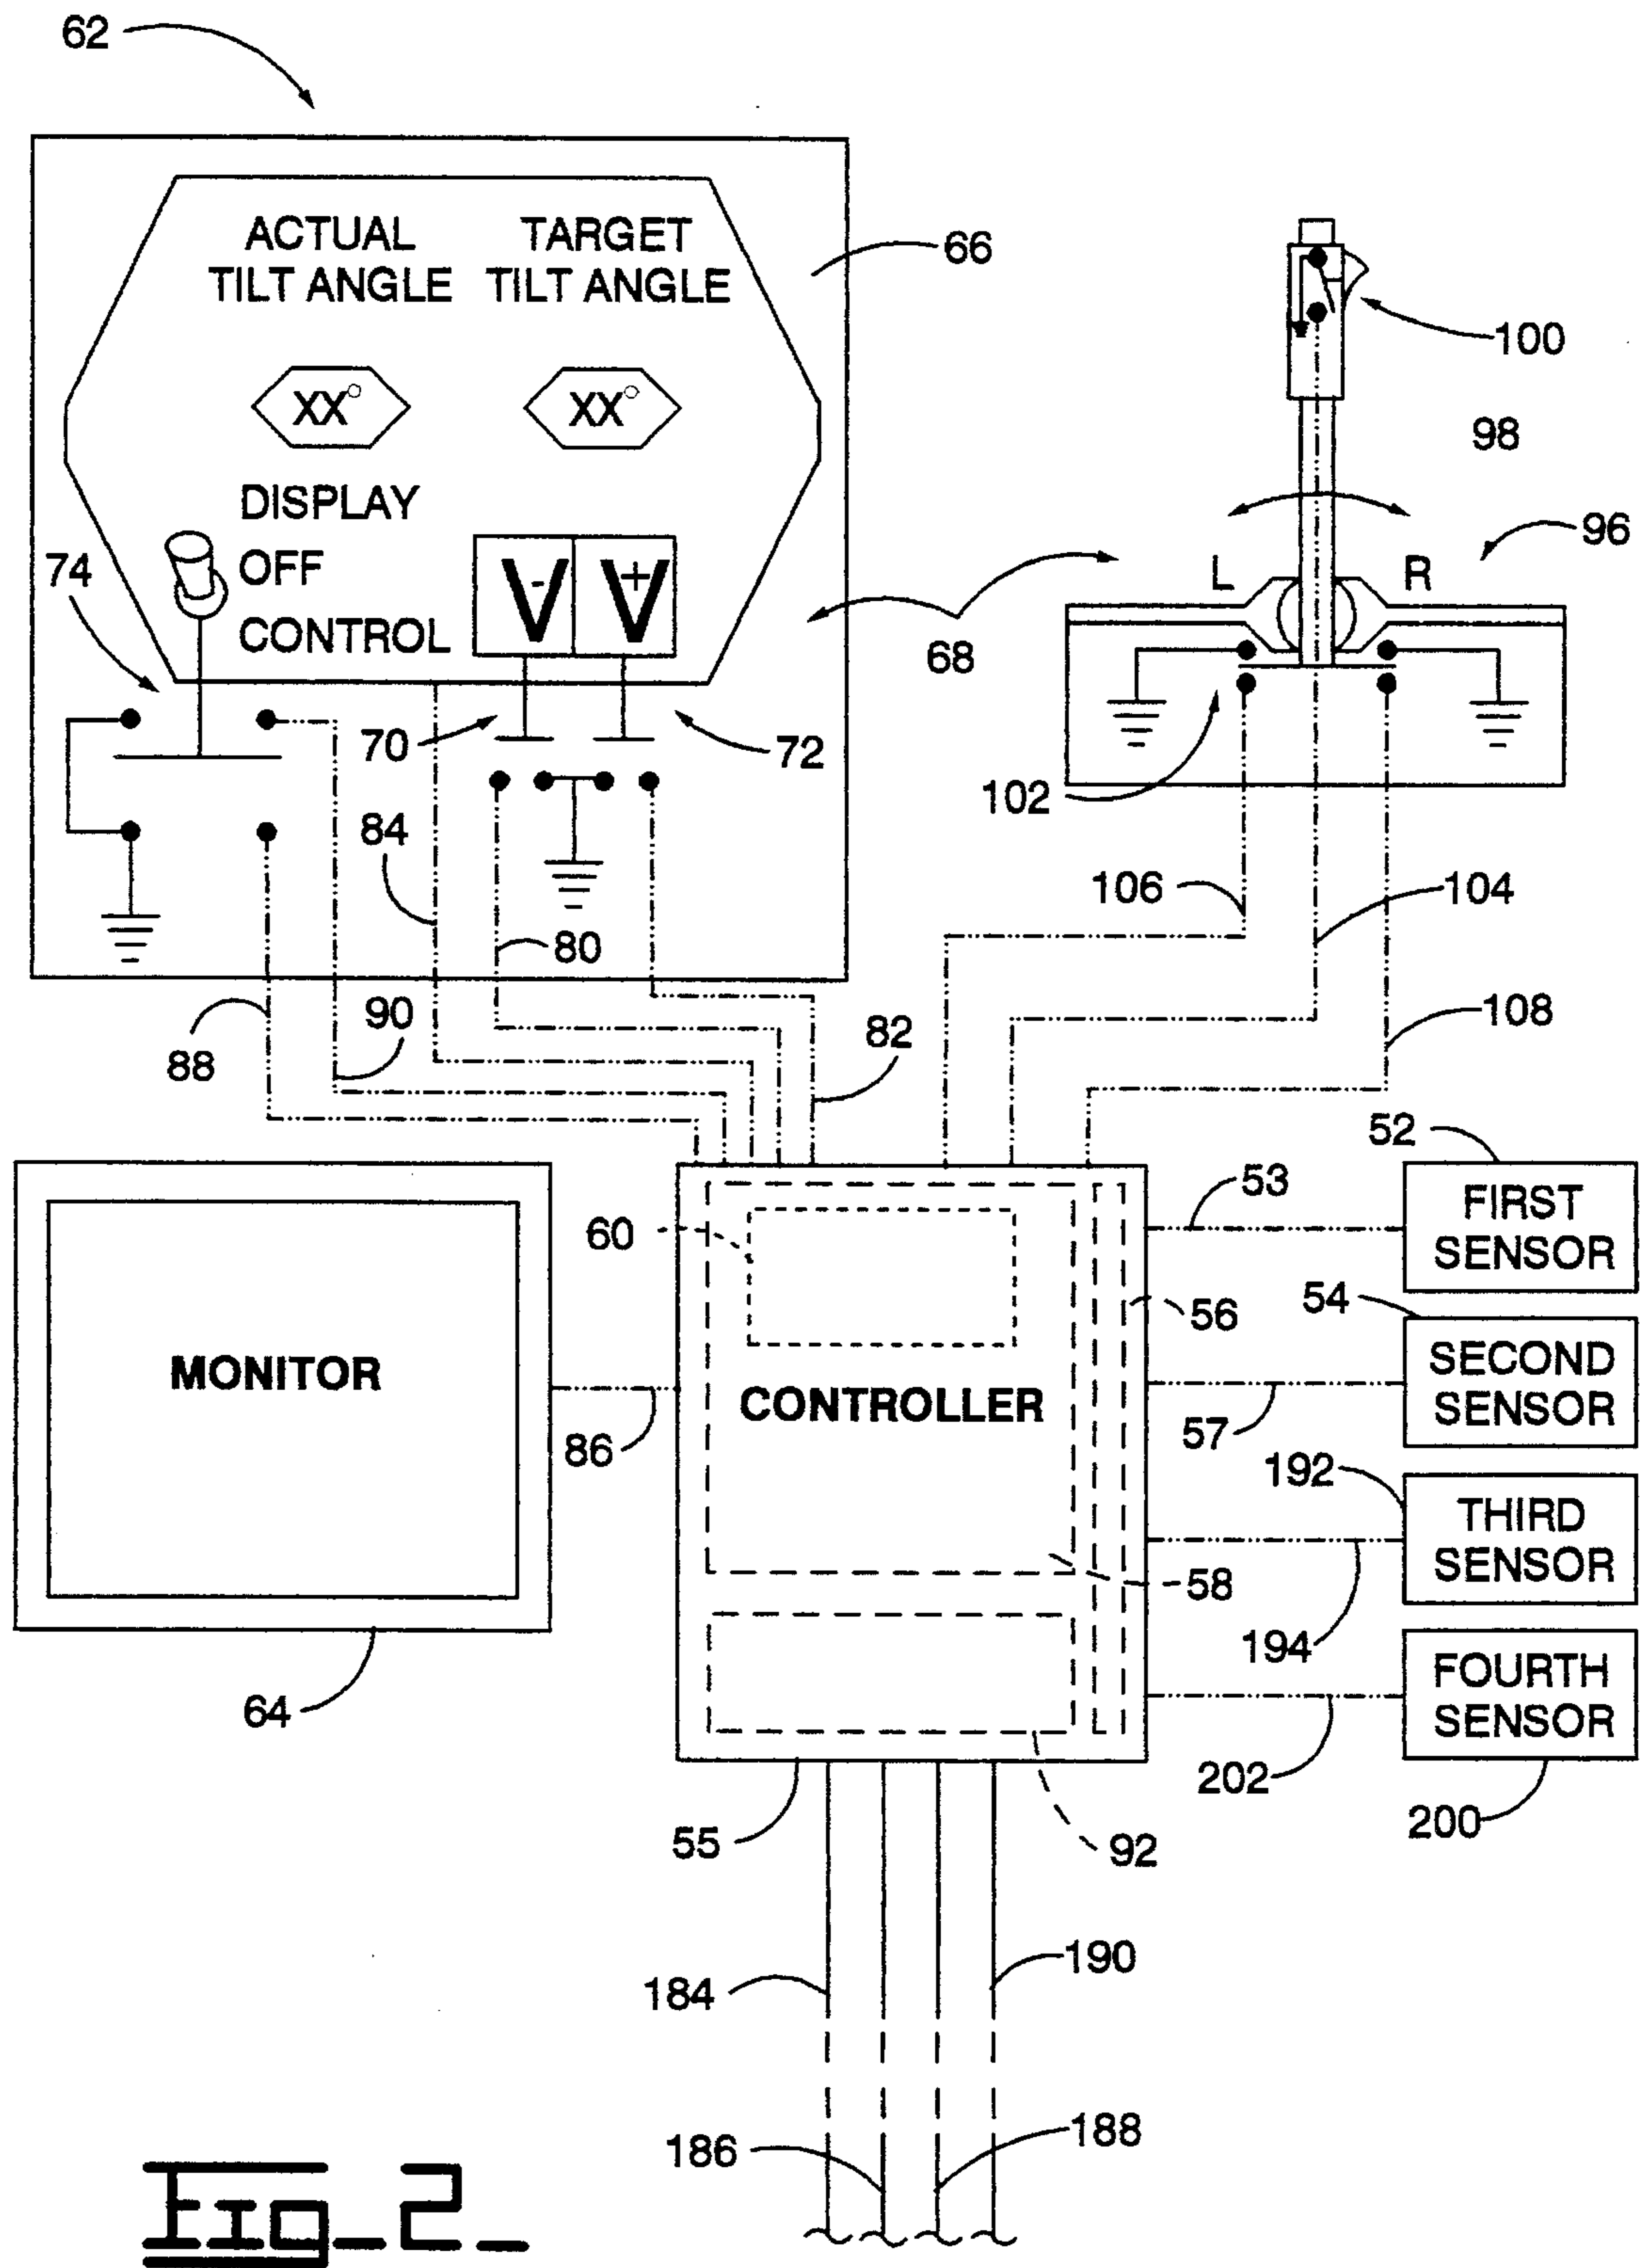 62
ACTUAL
TILT ANGLE
TARGET
TILT ANGLE
66
XX°
XX°
100
98
DISPLAY
OFF
CONTROL
74
V-A
V+A
96
L
R
68
70
72
102
84
106
104
80
90
88
82
108
52
53
FIRST
SENSOR
60
56
54
MONITOR
CONTROLLER
SECOND
SENSOR
86
57
192
THIRD
SENSOR
58
194
64
FOURTH
SENSOR
202
200
55
92
184
190
186
188
Fig_2_